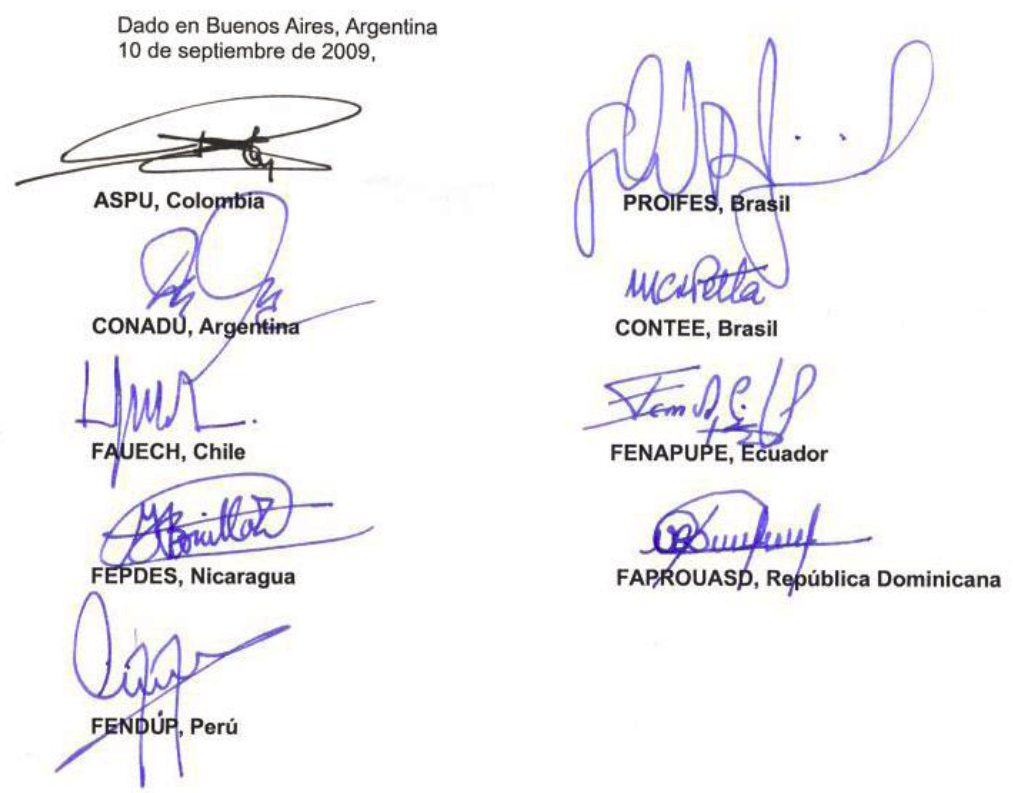 Dado en Buenos Aires, Argentina
10 de septiembre de 2009,
ASPU, Colombia
PROIFES, Brasil
CONADU, Argentina
CONTEE, Brasil
FAUECH, Chile
FENAPUPE, Ecuador
FEPDES, Nicaragua
FAPROUASD, República Dominicana
FENDÚP, Perú